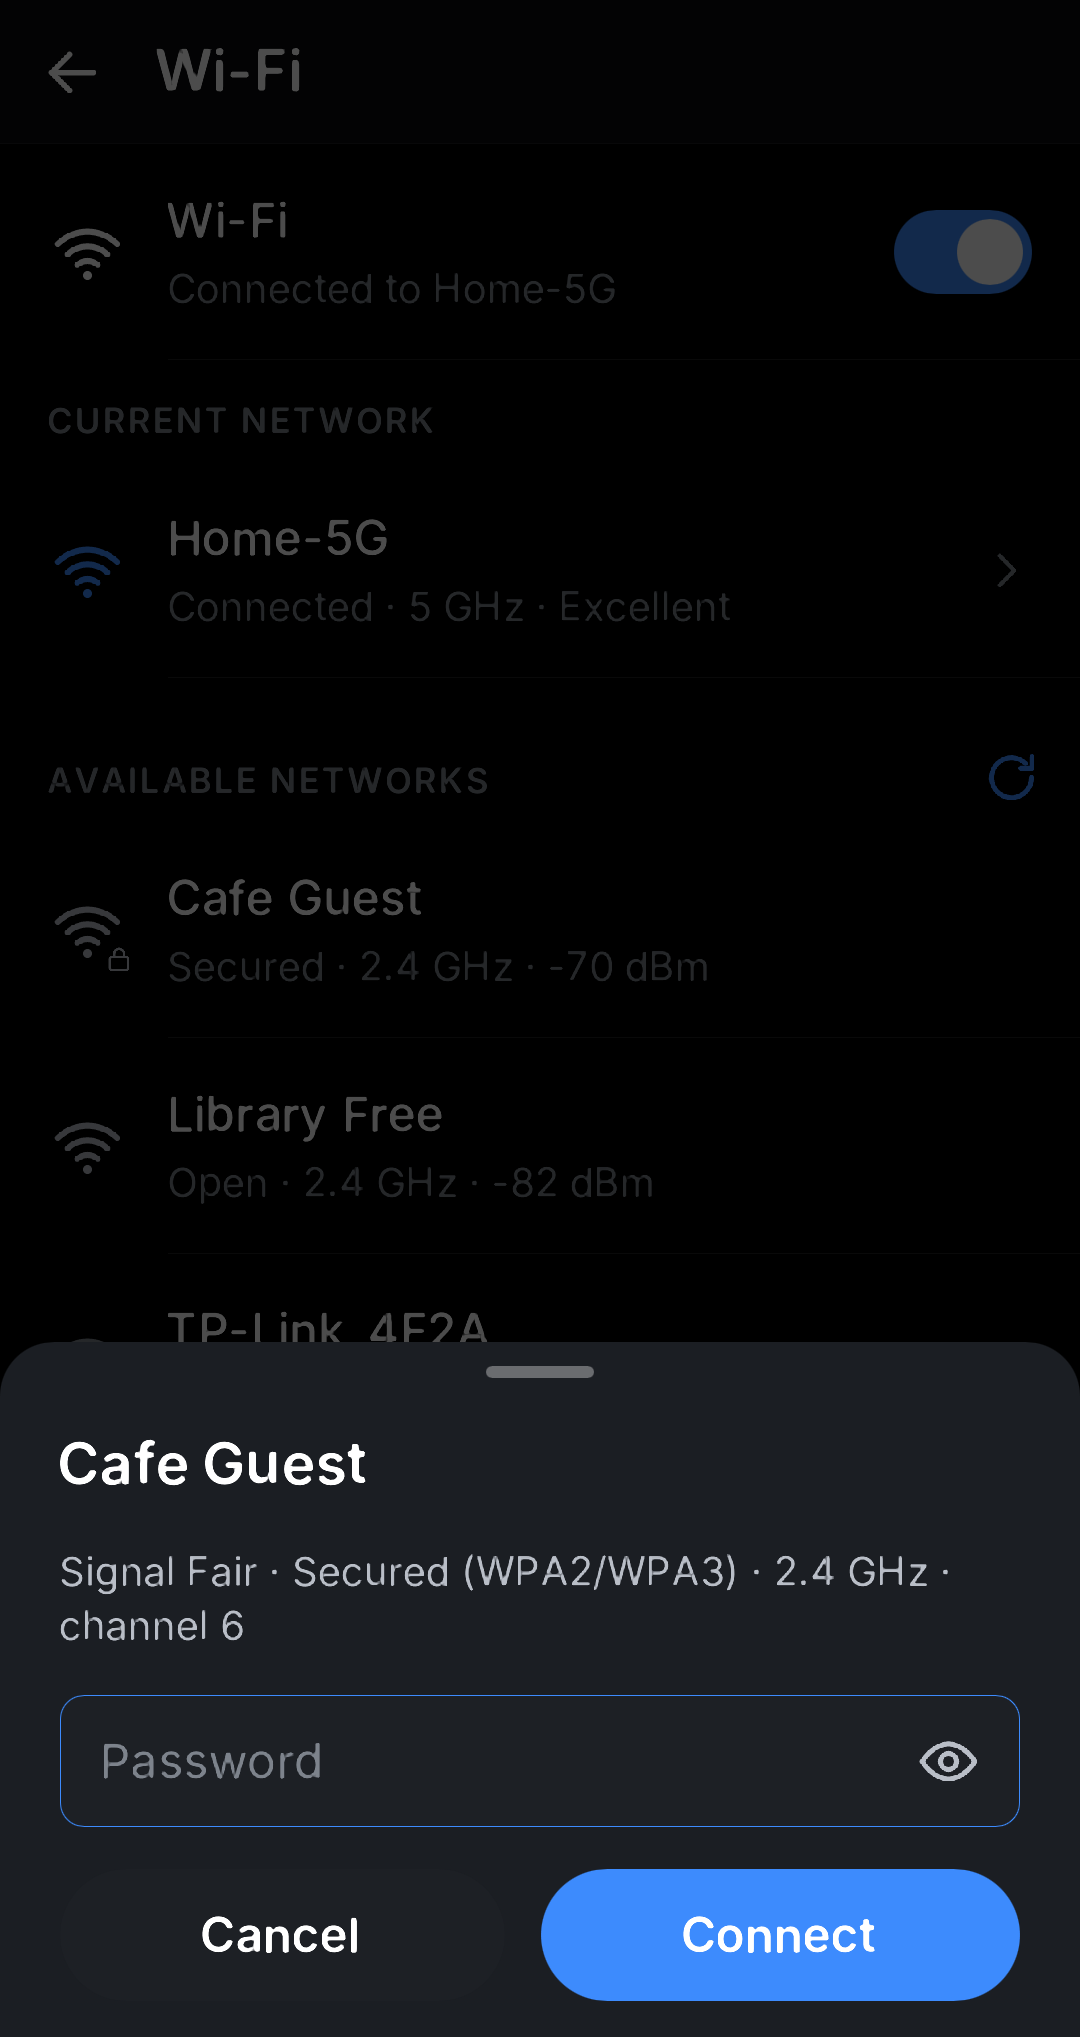 Wi-Fi
Wi-Fi
Connected to Home-5G
CURRENT NETWORK
Home-5G
Connected · 5 GHz · Excellent
AVAILABLE NETWORKS
Cafe Guest
Secured · 2.4 GHz · -70 dBm
Library Free
Open · 2.4 GHz · -82 dBm
TP-Link_4F2A
Cafe Guest
Signal Fair · Secured (WPA2/WPA3) · 2.4 GHz ·
channel 6
Password
Cancel
Connect